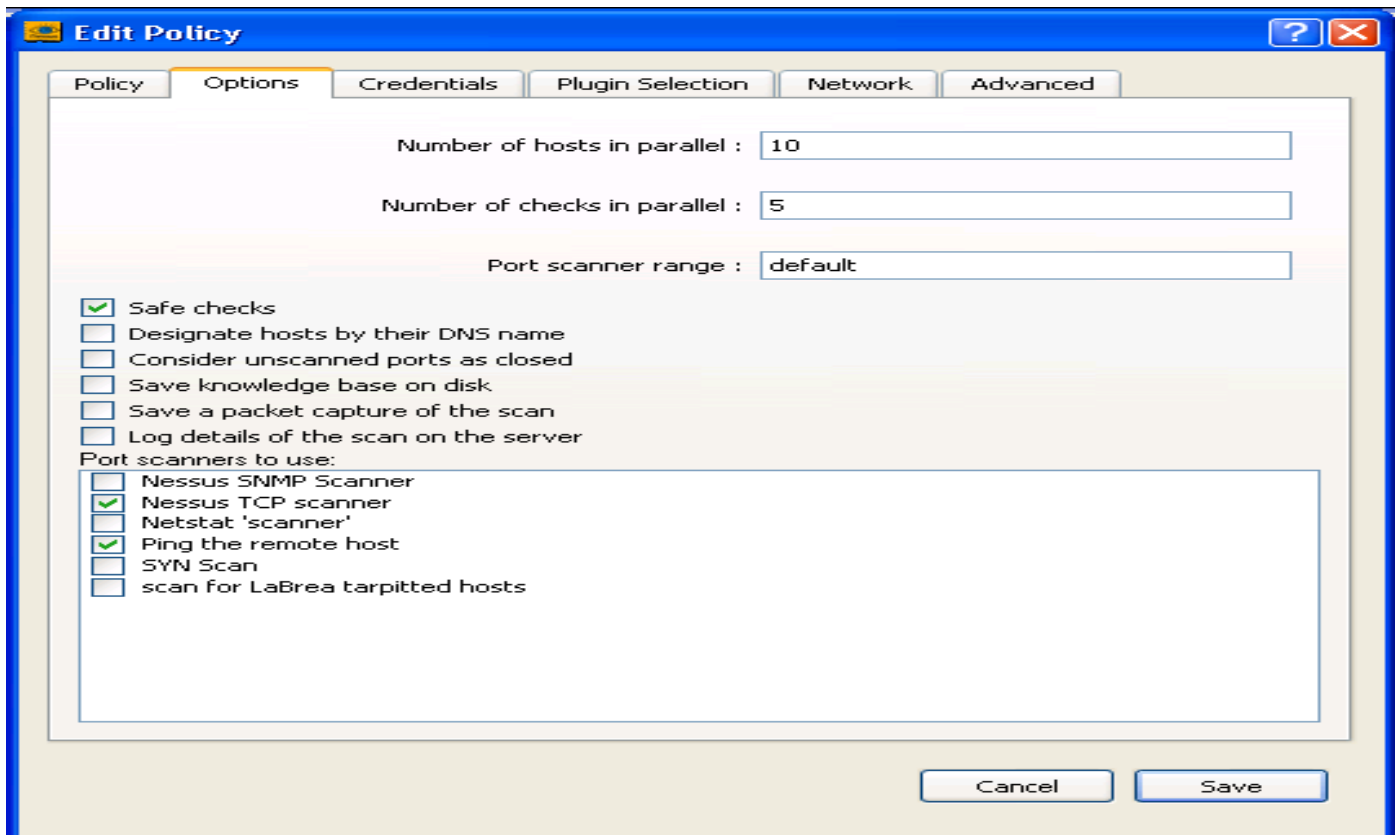 Edit Policy
Policy Options Credentials Plugin Selection Network Advanced
Number of hosts in parallel : 10
Number of checks in parallel : 5
Port scanner range : default
Safe checks
Designate hosts by their DNS name
Consider unscanned ports as closed
Save knowledge base on disk
Save a packet capture of the scan
Log details of the scan on the server
Port scanners to use:
Nessus SNMP Scanner
Nessus TCP scanner
Netstat 'scanner'
Ping the remote host
SYN Scan
scan for LaBrea tarpitted hosts
Cancel Save